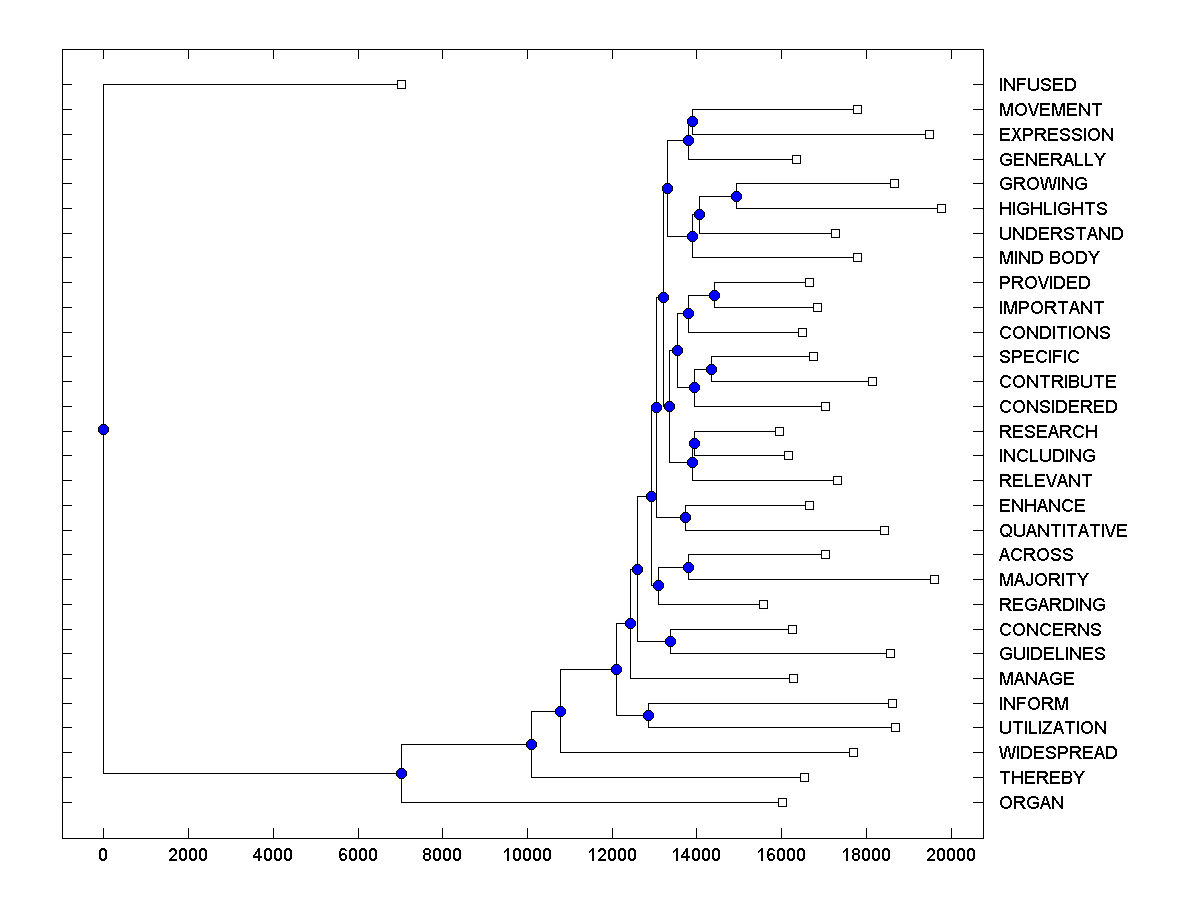 INFUSED
MOVEMENT
EXPRESSION
GENERALLY
GROWING
HIGHLIGHTS
UNDERSTAND
MIND BODY
PROVIDED
IMPORTANT
CONDITIONS
SPECIFIC
CONTRIBUTE
CONSIDERED
RESEARCH
INCLUDING
RELEVANT
ENHANCE
QUANTITATIVE
ACROSS
MAJORITY
REGARDING
CONCERNS
GUIDELINES
MANAGE
INFORM
UTILIZATION
WIDESPREAD
THEREBY
ORGAN
0 2000 4000 6000 8000 10000 12000 14000 16000 18000 20000